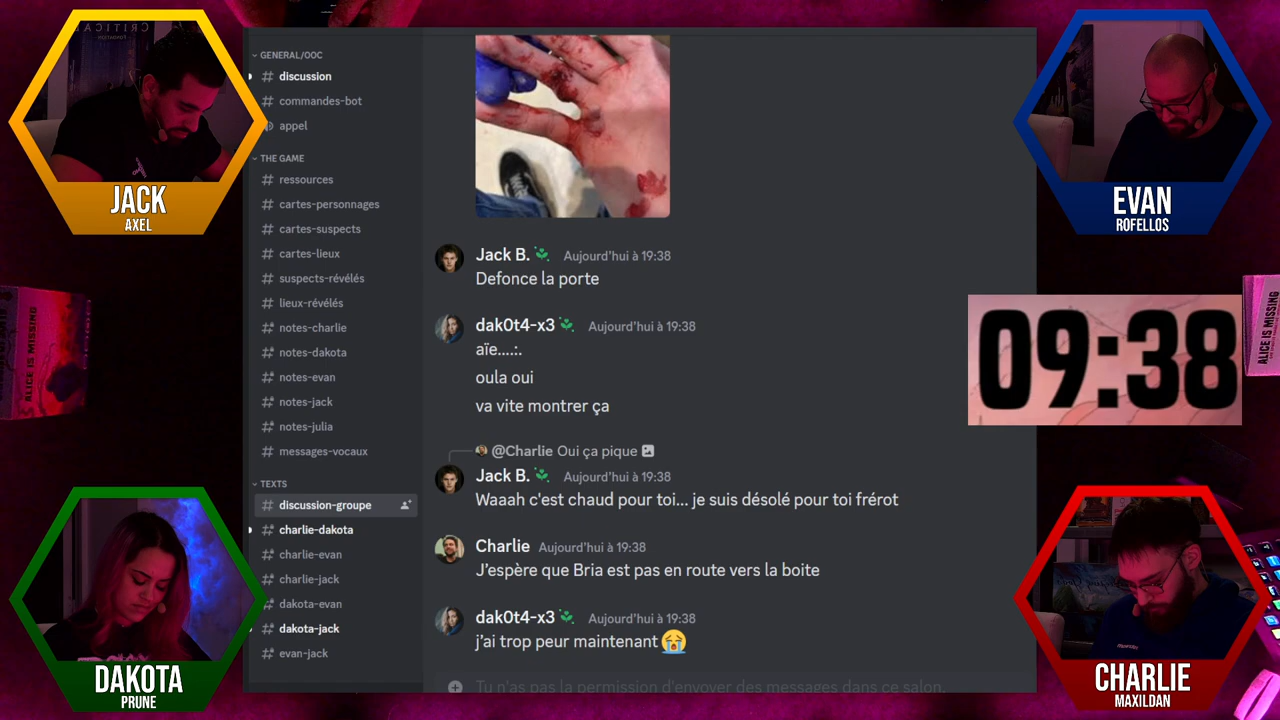 JACK
AXEL
EVAN
ROFELLOS
DAKOTA
PRUNE
CHARLIE
MAXILDAN
09:38
ALICE IS MISSING
ALICE IS MISSING
CRITICAL
FONDATION
GENERAL/OOC
discussion
commandes-bot
appel
THE GAME
ressources
cartes-personnages
cartes-suspects
cartes-lieux
suspects-révélés
lieux-révélés
notes-charlie
notes-dakota
notes-evan
notes-jack
notes-julia
messages-vocaux
TEXTS
discussion-groupe
charlie-dakota
charlie-evan
charlie-jack
dakota-evan
dakota-jack
evan-jack
Jack B. Aujourd'hui à 19:38
Defonce la porte
dak0t4-x3 Aujourd'hui à 19:38
aïe....:.
oula oui
va vite montrer ça
@Charlie Oui ça pique
Jack B. Aujourd'hui à 19:38
Waaah c'est chaud pour toi... je suis désolé pour toi frérot
Charlie Aujourd'hui à 19:38
J'espère que Bria est pas en route vers la boite
dak0t4-x3 Aujourd'hui à 19:38
j'ai trop peur maintenant 😭
Tu n'as pas la permission d'envoyer des messages dans ce salon.